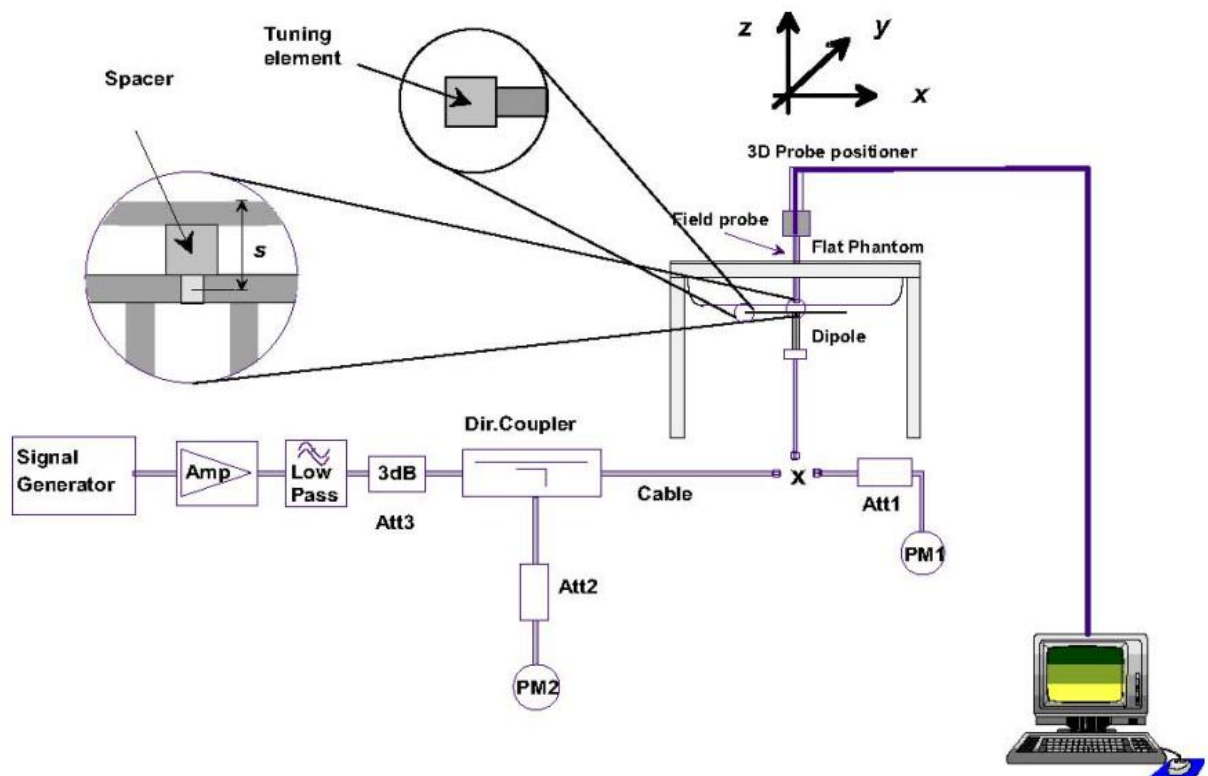 Tuning
element
Spacer
z
y
x
3D Probe positioner
s
Field probe
Flat Phantom
Dipole
Dir.Coupler
Signal
Generator
Amp
Low
Pass
3dB
Att3
Cable
x
Att1
PM1
Att2
PM2